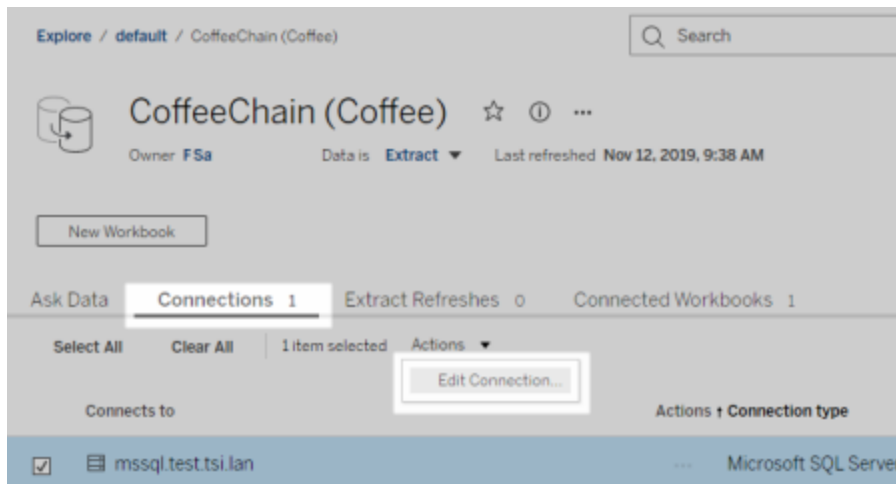 Explore / default / CoffeeChain (Coffee)
Search
CoffeeChain (Coffee)
Owner FSa Data is Extract Last refreshed Nov 12, 2019, 9:38 AM
New Workbook
Ask Data Connections 1 Extract Refreshes 0 Connected Workbooks 1
Select All Clear All 1 item selected Actions
Edit Connection...
Connects to Actions Connection type
mssql.test.tsi.lan ... Microsoft SQL Server